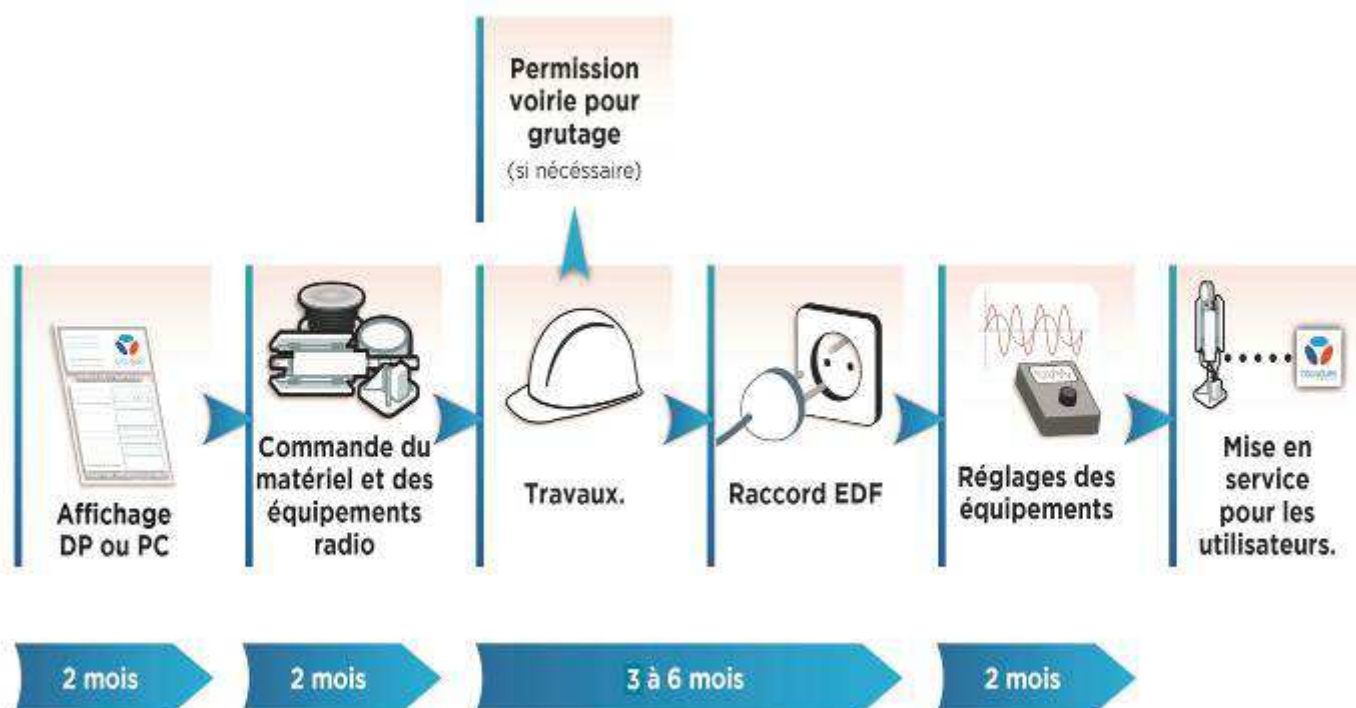 Permission
voirie pour
grutage
(si nécéssaire)
Affichage
DP ou PC
Commande du
matériel et des
équipements
radio
Travaux.
Raccord EDF
Réglages des
équipements
Mise en
service
pour les
utilisateurs.
2 mois
2 mois
3 à 6 mois
2 mois